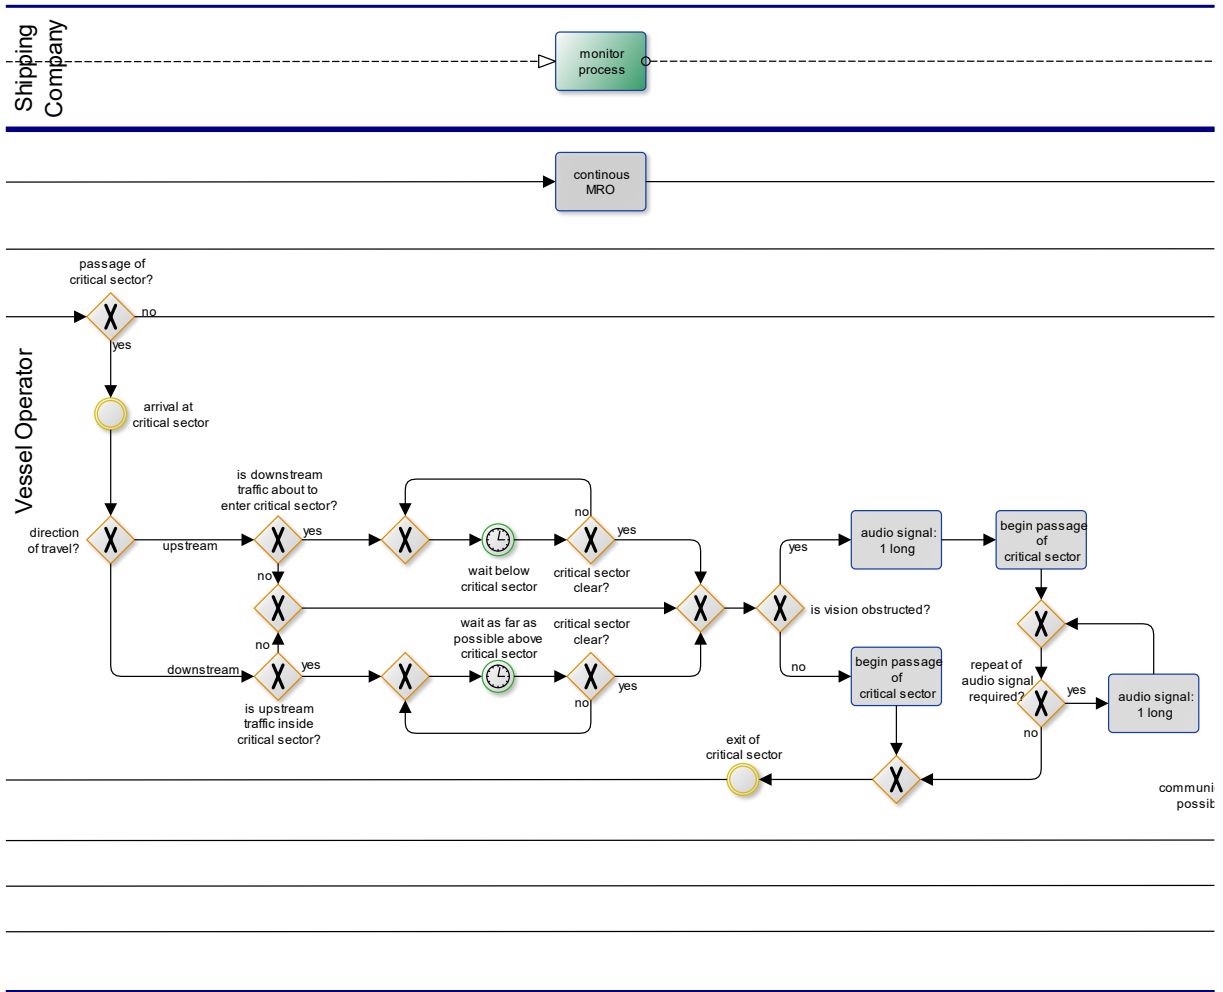 Shipping
Company
monitor
process
continous
MRO
Vessel Operator
passage of
critical sector?
no
yes
arrival at
critical sector
direction
of travel?
upstream
downstream
is downstream
traffic about to
enter critical sector?
yes
no
no
yes
is upstream
traffic inside
critical sector?
wait below
critical sector
no
yes
critical sector
clear?
wait as far as
possible above
critical sector
critical sector
clear?
yes
no
is vision obstructed?
yes
no
audio signal:
1 long
begin passage
of
critical sector
begin passage
of
critical sector
repeat of
audio signal
required?
yes
no
audio signal:
1 long
exit of
critical sector
communi
possib